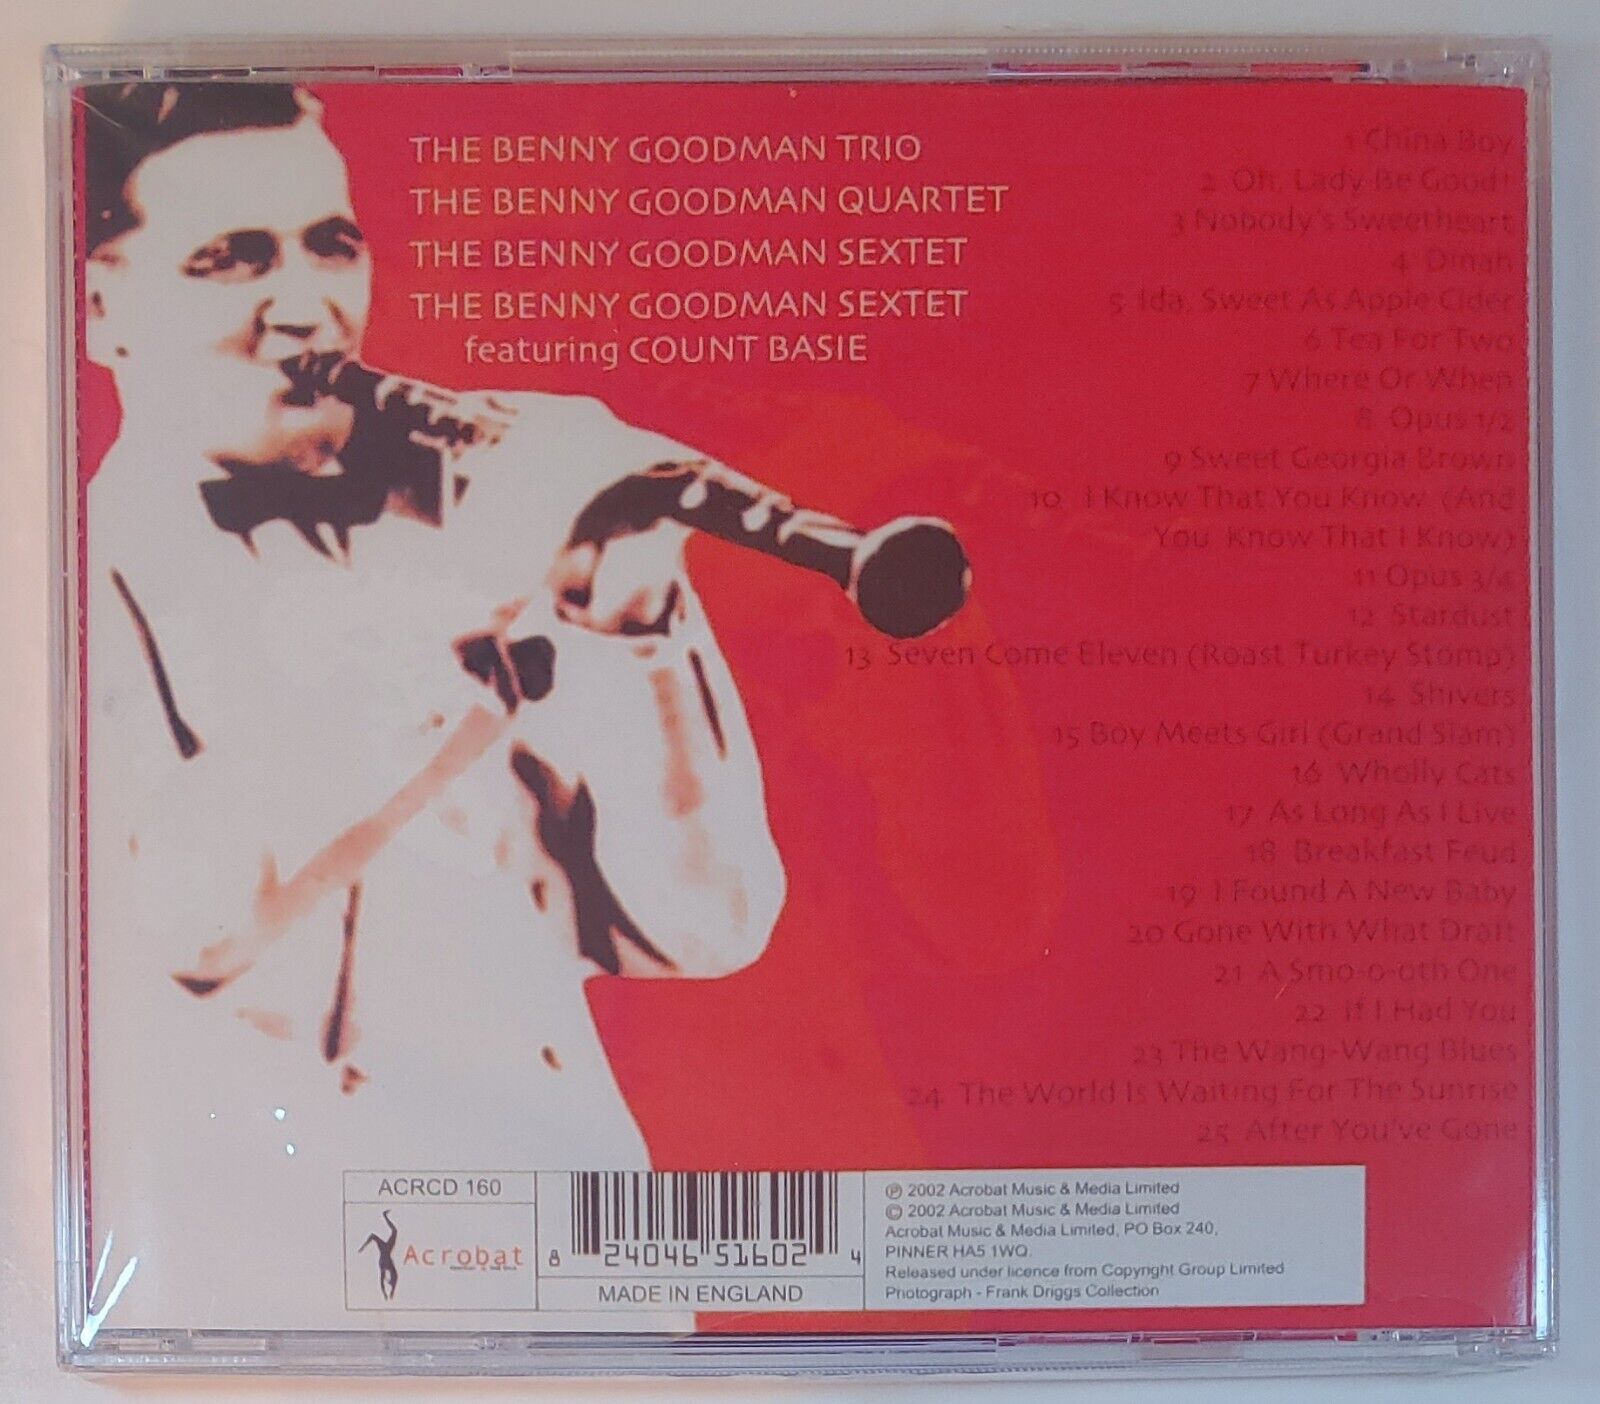 THE BENNY GOODMAN TRIO
THE BENNY GOODMAN QUARTET
THE BENNY GOODMAN SEXTET
THE BENNY GOODMAN SEXTET
featuring COUNT BASIE
1 China Boy
2 Oh, Lady Be Good!
3 Nobody's Sweetheart
4 Dinah
5 Ida, Sweet As Apple Cider
6 Tea For Two
7 Where Or When
8 Opus 1/2
9 Sweet Georgia Brown
10 I Know That You Know (And
You Know That I Know)
11 Opus 3/4
12 Stardust
13 Seven Come Eleven (Roast Turkey Stomp)
14 Shivers
15 Boy Meets Girl (Grand Slam)
16 Wholly Cats
17 As Long As I Live
18 Breakfast Feud
19 I Found A New Baby
20 Gone With What Draft
21 A Smo-o-oth One
22 If I Had You
23 The Wang-Wang Blues
24 The World Is Waiting For The Sunrise
25 After You've Gone
ACRCD 160
Acrobat
8 24046 51602 4
MADE IN ENGLAND
℗ 2002 Acrobat Music & Media Limited
© 2002 Acrobat Music & Media Limited
Acrobat Music & Media Limited, PO Box 240,
PINNER HA5 1WQ.
Released under licence from Copyright Group Limited
Photograph - Frank Driggs Collection